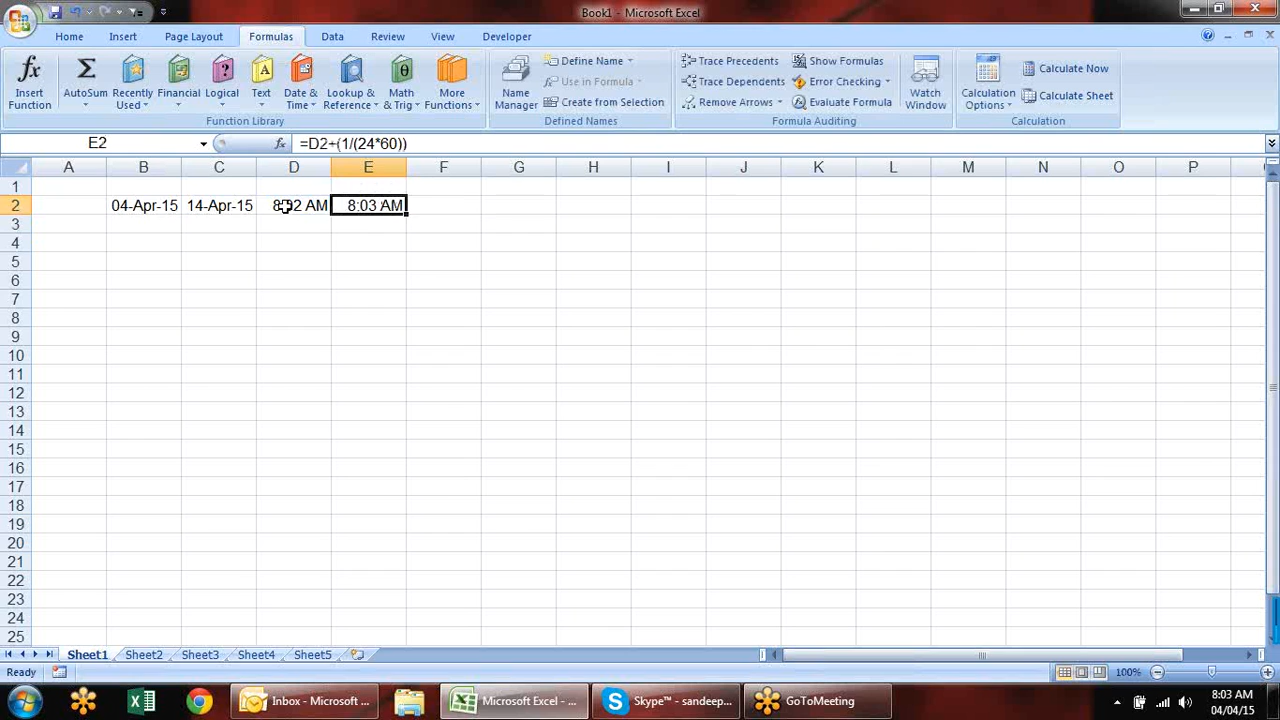 Book1 - Microsoft Excel
Home Insert Page Layout Formulas Data Review View Developer
Insert Function
AutoSum
Recently Used
Financial
Logical
Text
Date & Time
Lookup & Reference
Math & Trig
More Functions
Function Library
Name Manager
Define Name
Use in Formula
Create from Selection
Defined Names
Trace Precedents
Trace Dependents
Remove Arrows
Show Formulas
Error Checking
Evaluate Formula
Formula Auditing
Watch Window
Calculation Options
Calculate Now
Calculate Sheet
Calculation
E2 fx =D2+(1/(24*60))
A B C D E F G H I J K L M N O P
1
2 04-Apr-15 14-Apr-15 8:02 AM 8:03 AM
3
4
5
6
7
8
9
10
11
12
13
14
15
16
17
18
19
20
21
22
23
24
25
Sheet1 Sheet2 Sheet3 Sheet4 Sheet5
Ready 100%
Inbox - Microsoft ... Microsoft Excel - ... Skype™ - sandeep... GoToMeeting 8:03 AM
04/04/15